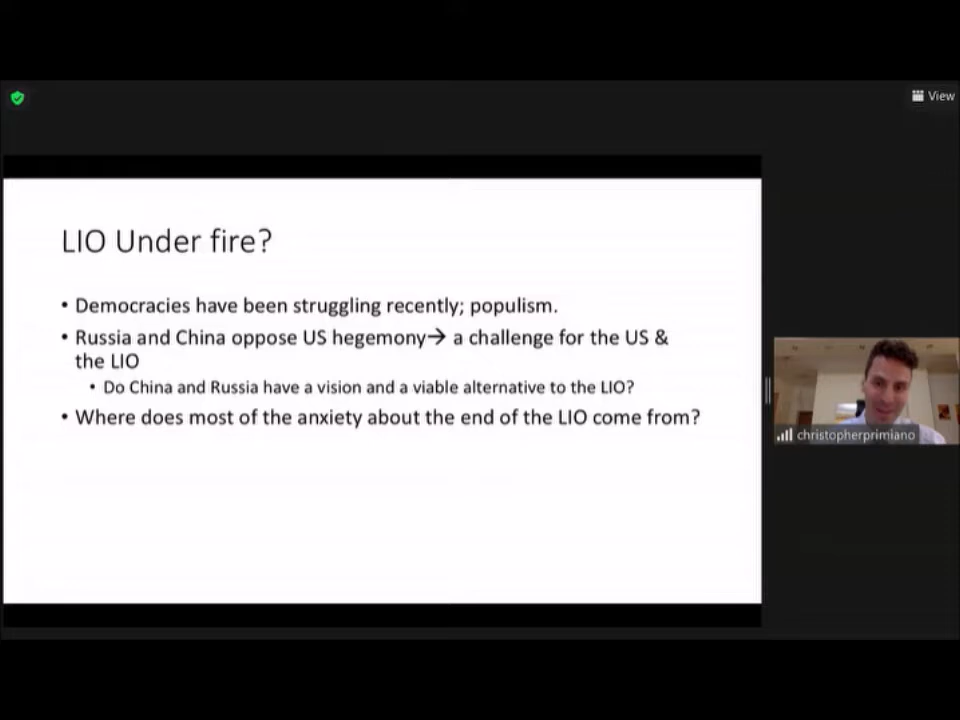 View
LIO Under fire?
• Democracies have been struggling recently; populism.
• Russia and China oppose US hegemony→ a challenge for the US &
the LIO
• Do China and Russia have a vision and a viable alternative to the LIO?
• Where does most of the anxiety about the end of the LIO come from?
christopherprimiano